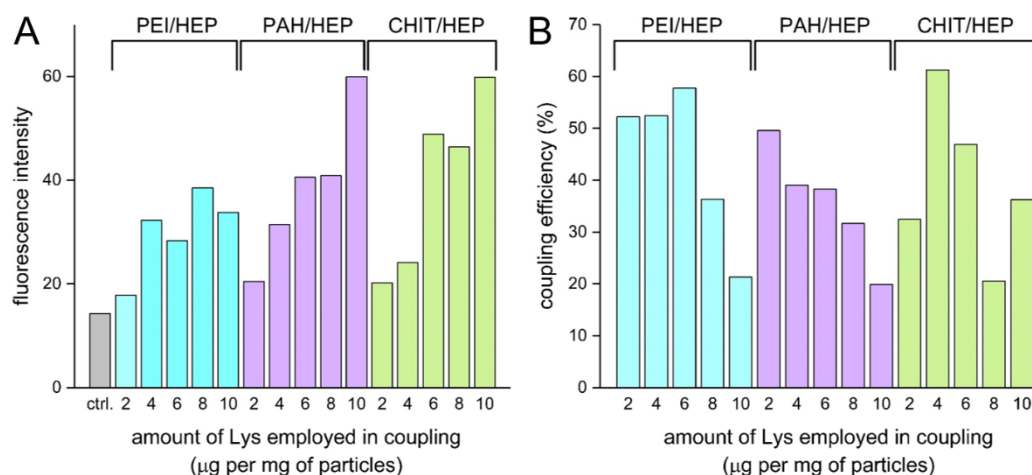 A
PEI/HEP PAH/HEP CHIT/HEP
fluorescence intensity
60
40
20
0
ctrl. 2 4 6 8 10 2 4 6 8 10 2 4 6 8 10
amount of Lys employed in coupling
(μg per mg of particles)
B
PEI/HEP PAH/HEP CHIT/HEP
coupling efficiency (%)
70
60
50
40
30
20
10
0
2 4 6 8 10 2 4 6 8 10 2 4 6 8 10
amount of Lys employed in coupling
(μg per mg of particles)